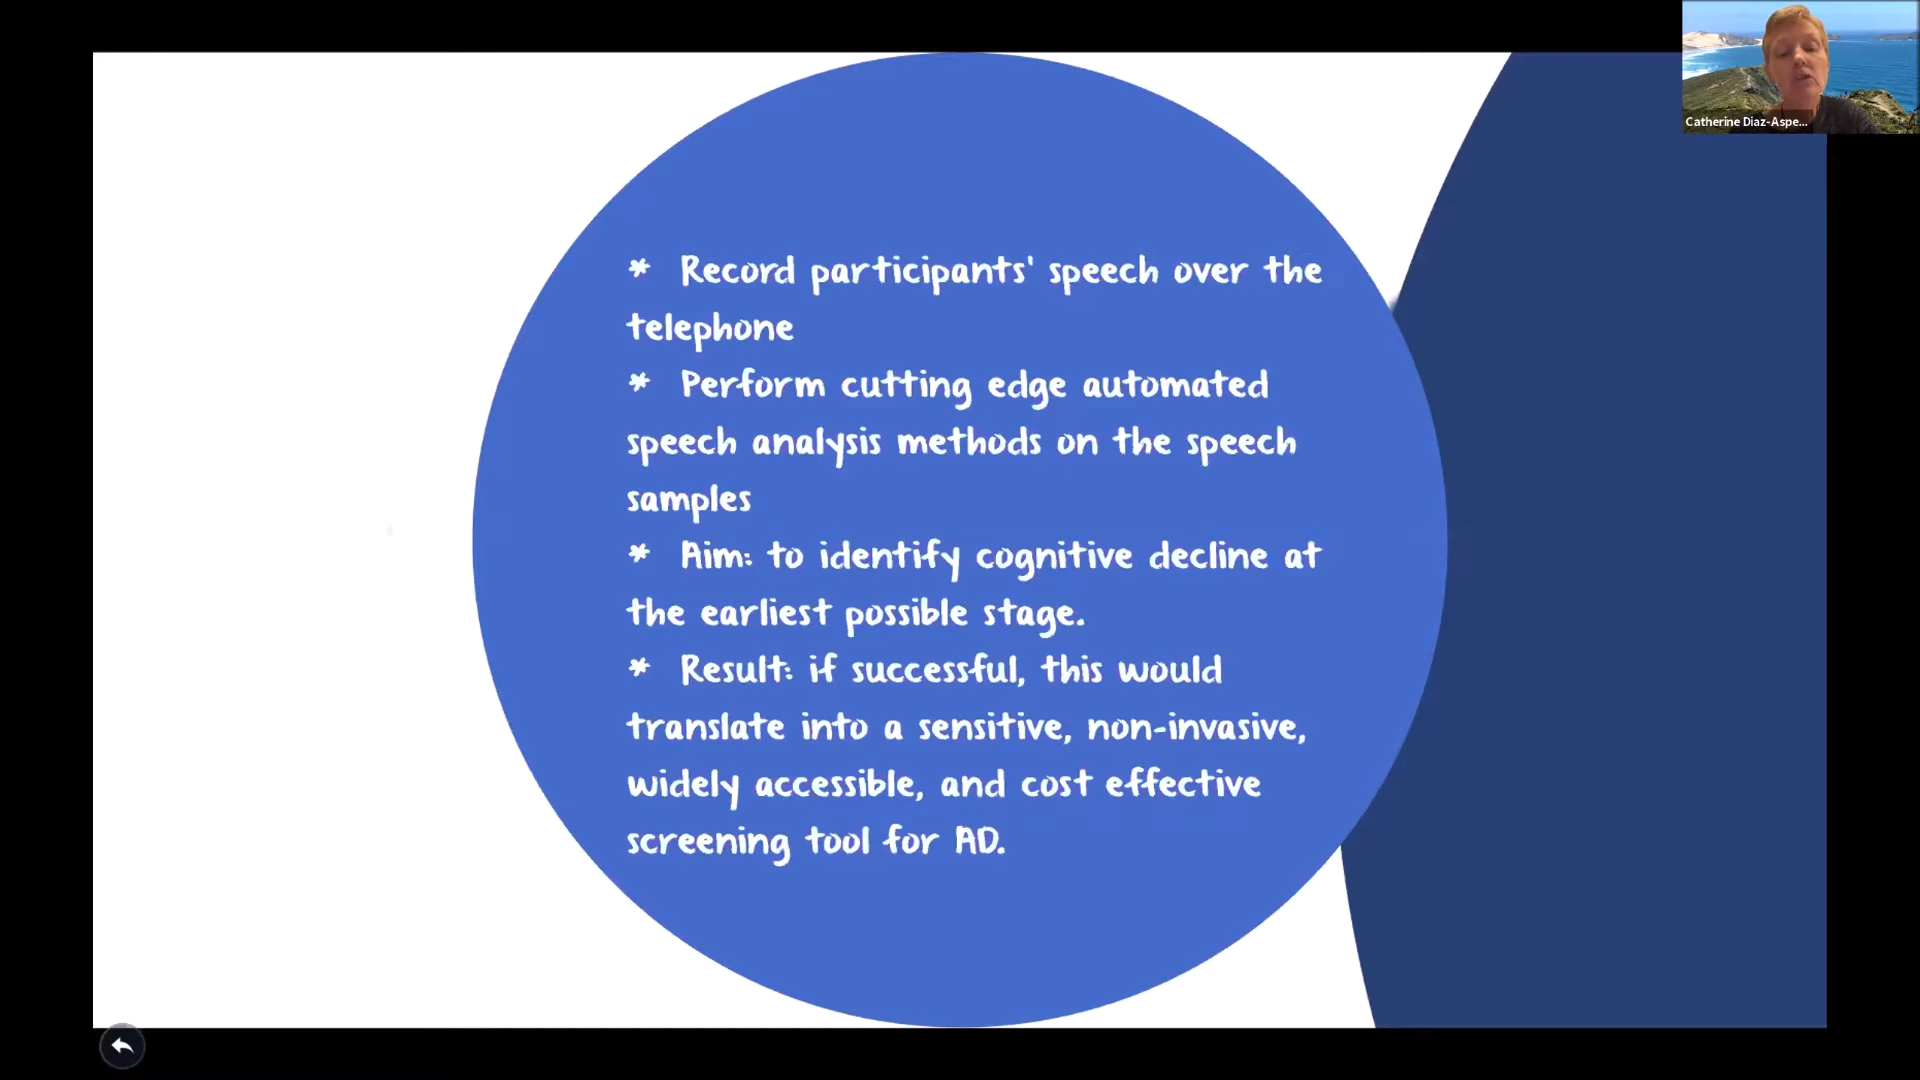 Catherine Diaz-Aspe...
* Record participants' speech over the
telephone
* Perform cutting edge automated
speech analysis methods on the speech
samples
* Aim: to identify cognitive decline at
the earliest possible stage.
* Result: if successful, this would
translate into a sensitive, non-invasive,
widely accessible, and cost effective
screening tool for AD.